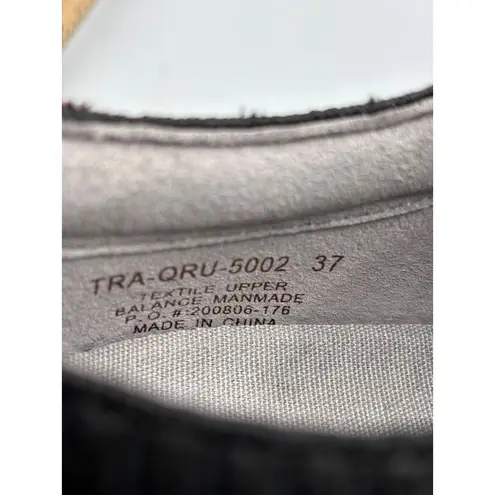 TRA-QRU-5002 37
TEXTILE UPPER
BALANCE MANMADE
P.O.#:200806-176
MADE IN CHINA